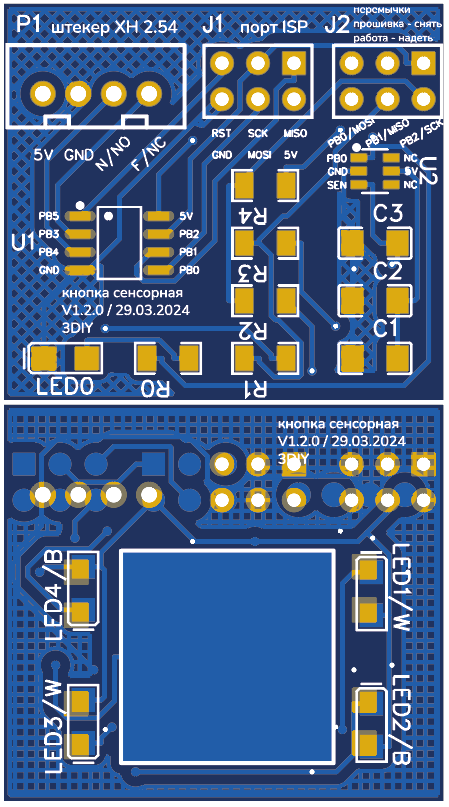 P1 штекер XH 2.54
J1 порт ISP
J2 перемычки
прошивка - снять
работа - надеть
RST SCK MISO
GND MOSI 5V
PB0/MOSI
PB1/MISO
PB2/SCK
5V GND N/NO F/NC
PB0 NC
GND 5V
SEN NC
U2
R4
C3
U1
PB5 5V
PB3 PB2
PB4 PB1
GND PB0
R3
C2
кнопка сенсорная
V1.2.0 / 29.03.2024
3DIY
R2
C1
LED0
R0
R1
кнопка сенсорная
V1.2.0 / 29.03.2024
3DIY
LED4/B
LED1/W
LED3/W
LED2/B